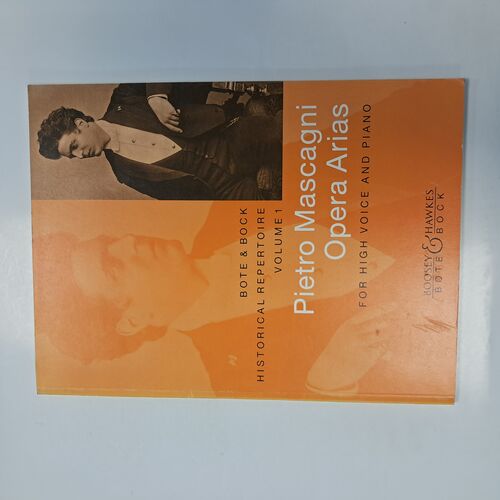 BOTE & BOCK
HISTORICAL REPERTOIRE
VOLUME 1
Pietro Mascagni
Opera Arias
FOR HIGH VOICE AND PIANO
BOOSEY & HAWKES
BOTE & BOCK